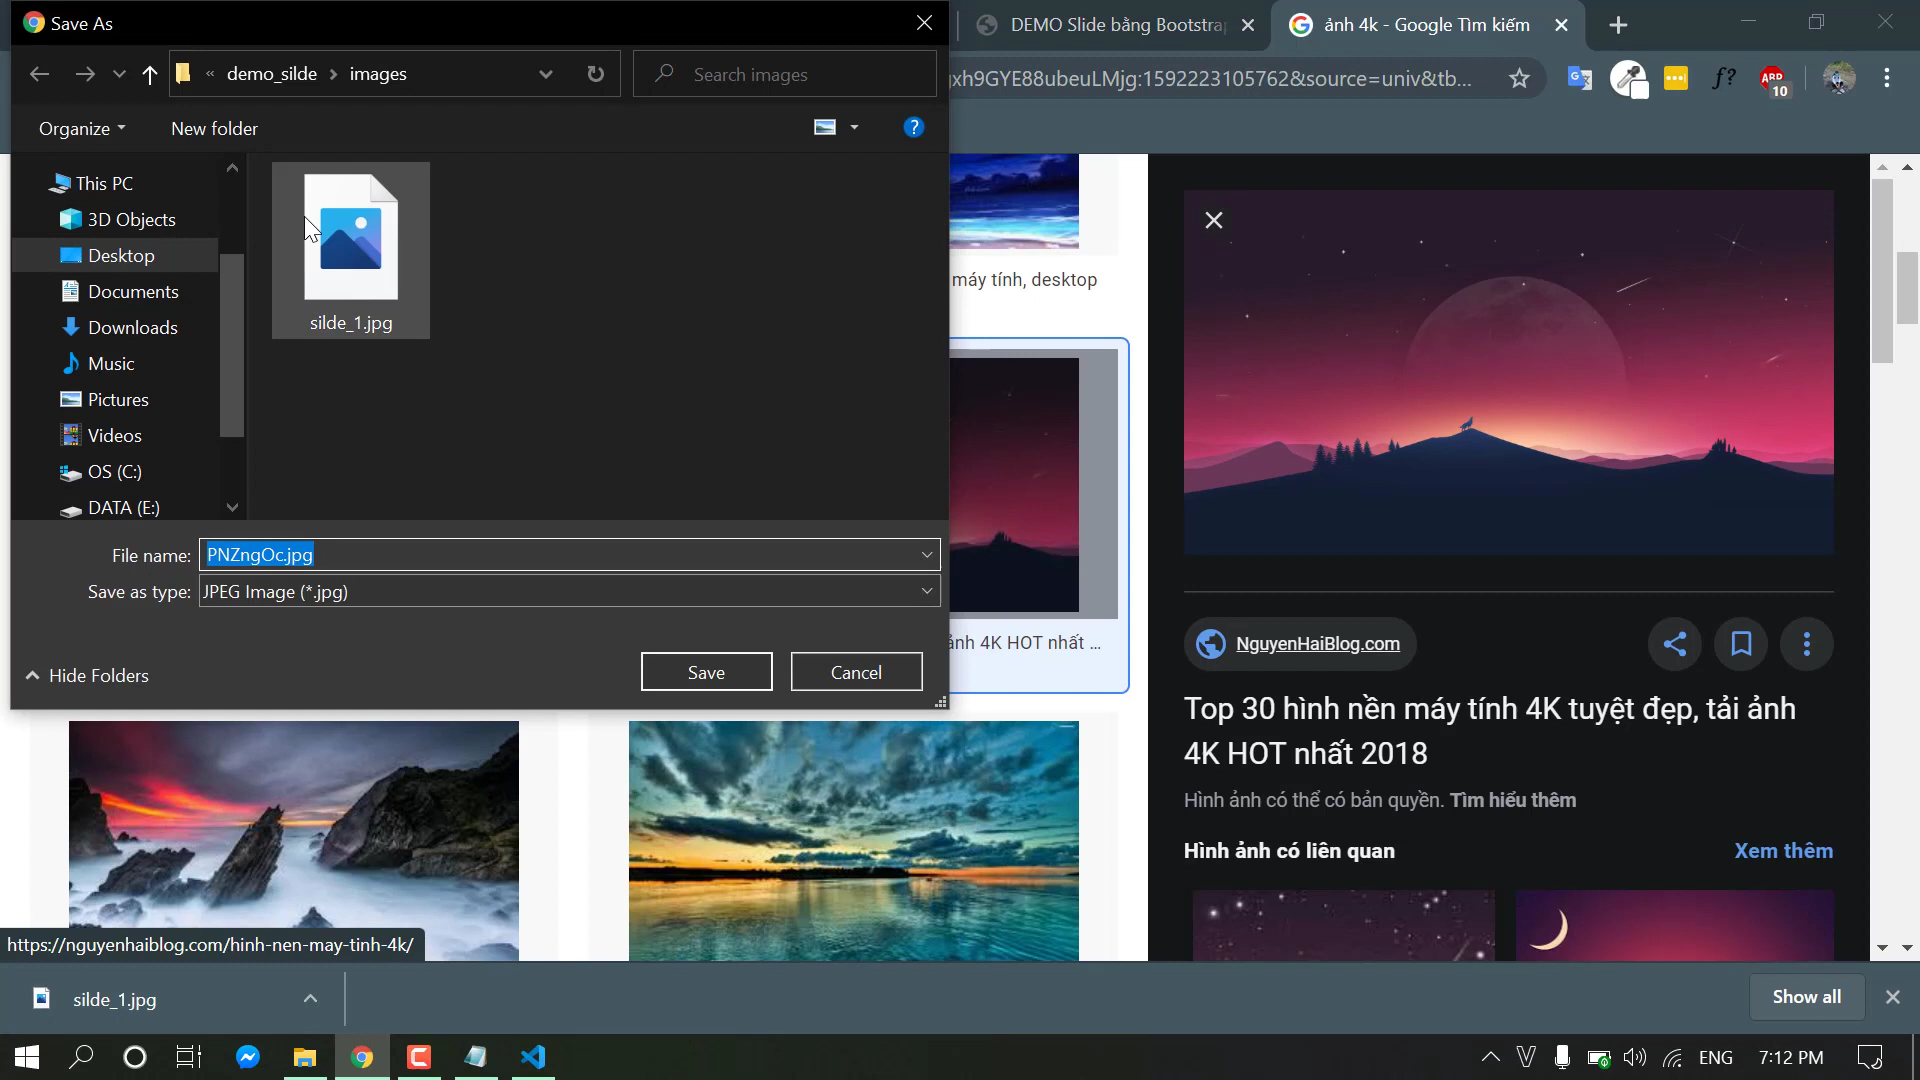 Save As
DEMO Slide bằng Bootstra
ảnh 4k - Google Tìm kiếm
« demo_silde › images
Search images
xh9GYE88ubeuLMjg:1592223105762&source=univ&tb...
f?
ABP
10
Organize
New folder
?
This PC
3D Objects
Desktop
Documents
Downloads
Music
Pictures
Videos
OS (C:)
DATA (E:)
silde_1.jpg
máy tính, desktop
File name: PNZngOc.jpg
Save as type: JPEG Image (*.jpg)
Hide Folders
Save
Cancel
ảnh 4K HOT nhất ...
NguyenHaiBlog.com
Top 30 hình nền máy tính 4K tuyệt đẹp, tải ảnh
4K HOT nhất 2018
Hình ảnh có thể có bản quyền. Tìm hiểu thêm
Hình ảnh có liên quan
Xem thêm
https://nguyenhaiblog.com/hinh-nen-may-tinh-4k/
silde_1.jpg
Show all
ENG
7:12 PM